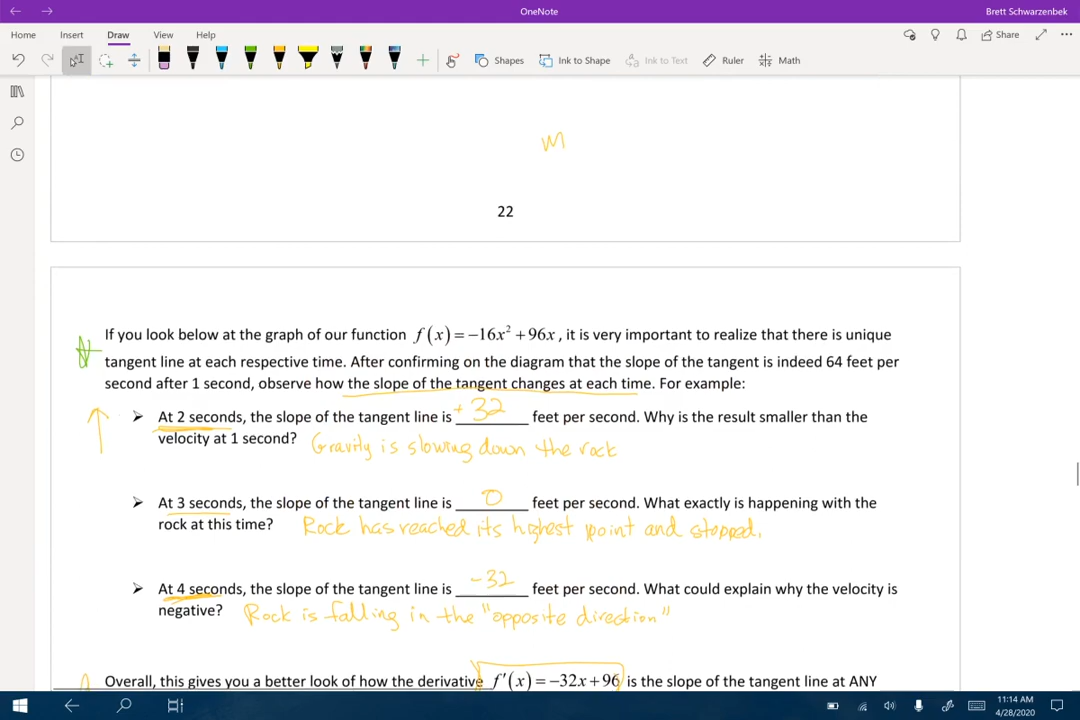 OneNote
Brett Schwarzenbek
Home Insert Draw View Help
Share
Shapes Ink to Shape Ink to Text Ruler Math
M
22
If you look below at the graph of our function f(x) = −16x² + 96x, it is very important to realize that there is unique
tangent line at each respective time. After confirming on the diagram that the slope of the tangent is indeed 64 feet per
second after 1 second, observe how the slope of the tangent changes at each time. For example:
➢ At 2 seconds, the slope of the tangent line is +32 feet per second. Why is the result smaller than the
velocity at 1 second? Gravity is slowing down the rock
➢ At 3 seconds, the slope of the tangent line is 0 feet per second. What exactly is happening with the
rock at this time? Rock has reached its highest point and stopped.
➢ At 4 seconds, the slope of the tangent line is -32 feet per second. What could explain why the velocity is
negative? Rock is falling in the "opposite direction"
Overall, this gives you a better look of how the derivative f'(x) = −32x + 96 is the slope of the tangent line at ANY
11:14 AM
4/28/2020